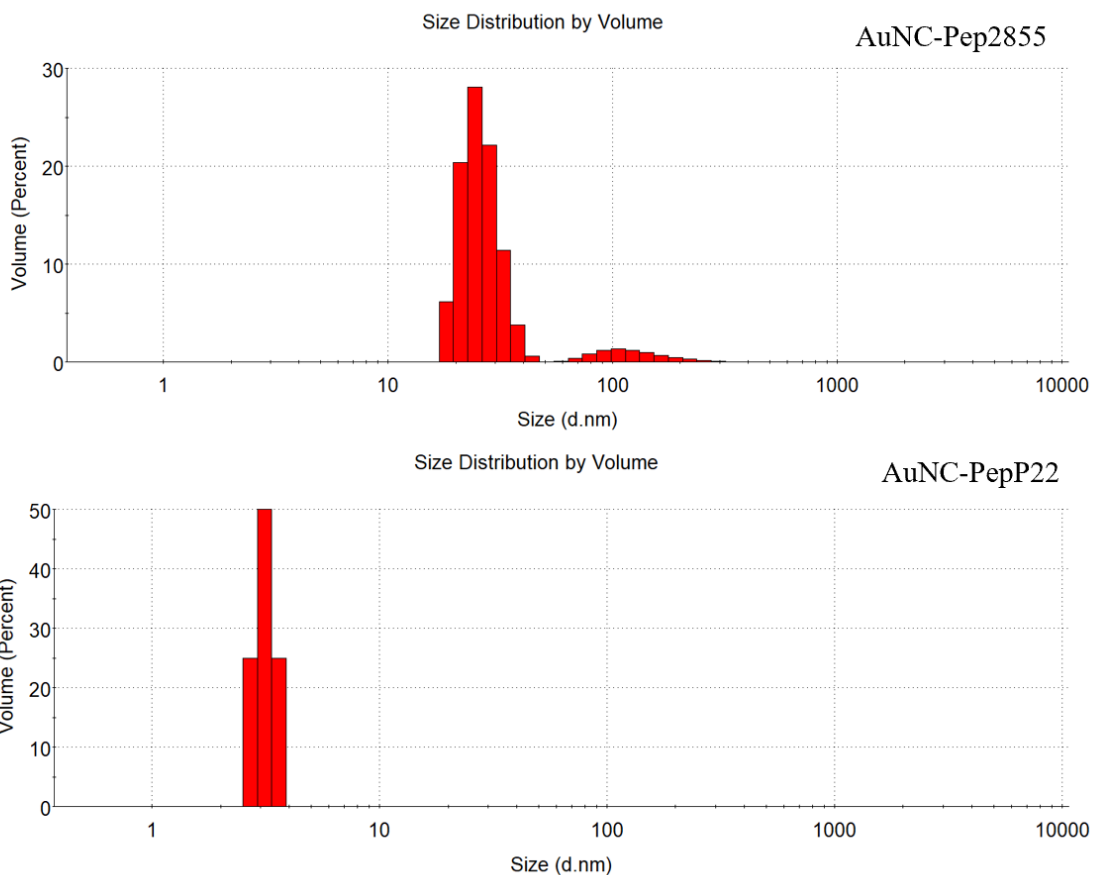 Size Distribution by Volume
AuNC-Pep2855
30
20
10
0
Volume (Percent)
1 10 100 1000 10000
Size (d.nm)
Size Distribution by Volume
AuNC-PepP22
50
40
30
20
10
0
Volume (Percent)
1 10 100 1000 10000
Size (d.nm)